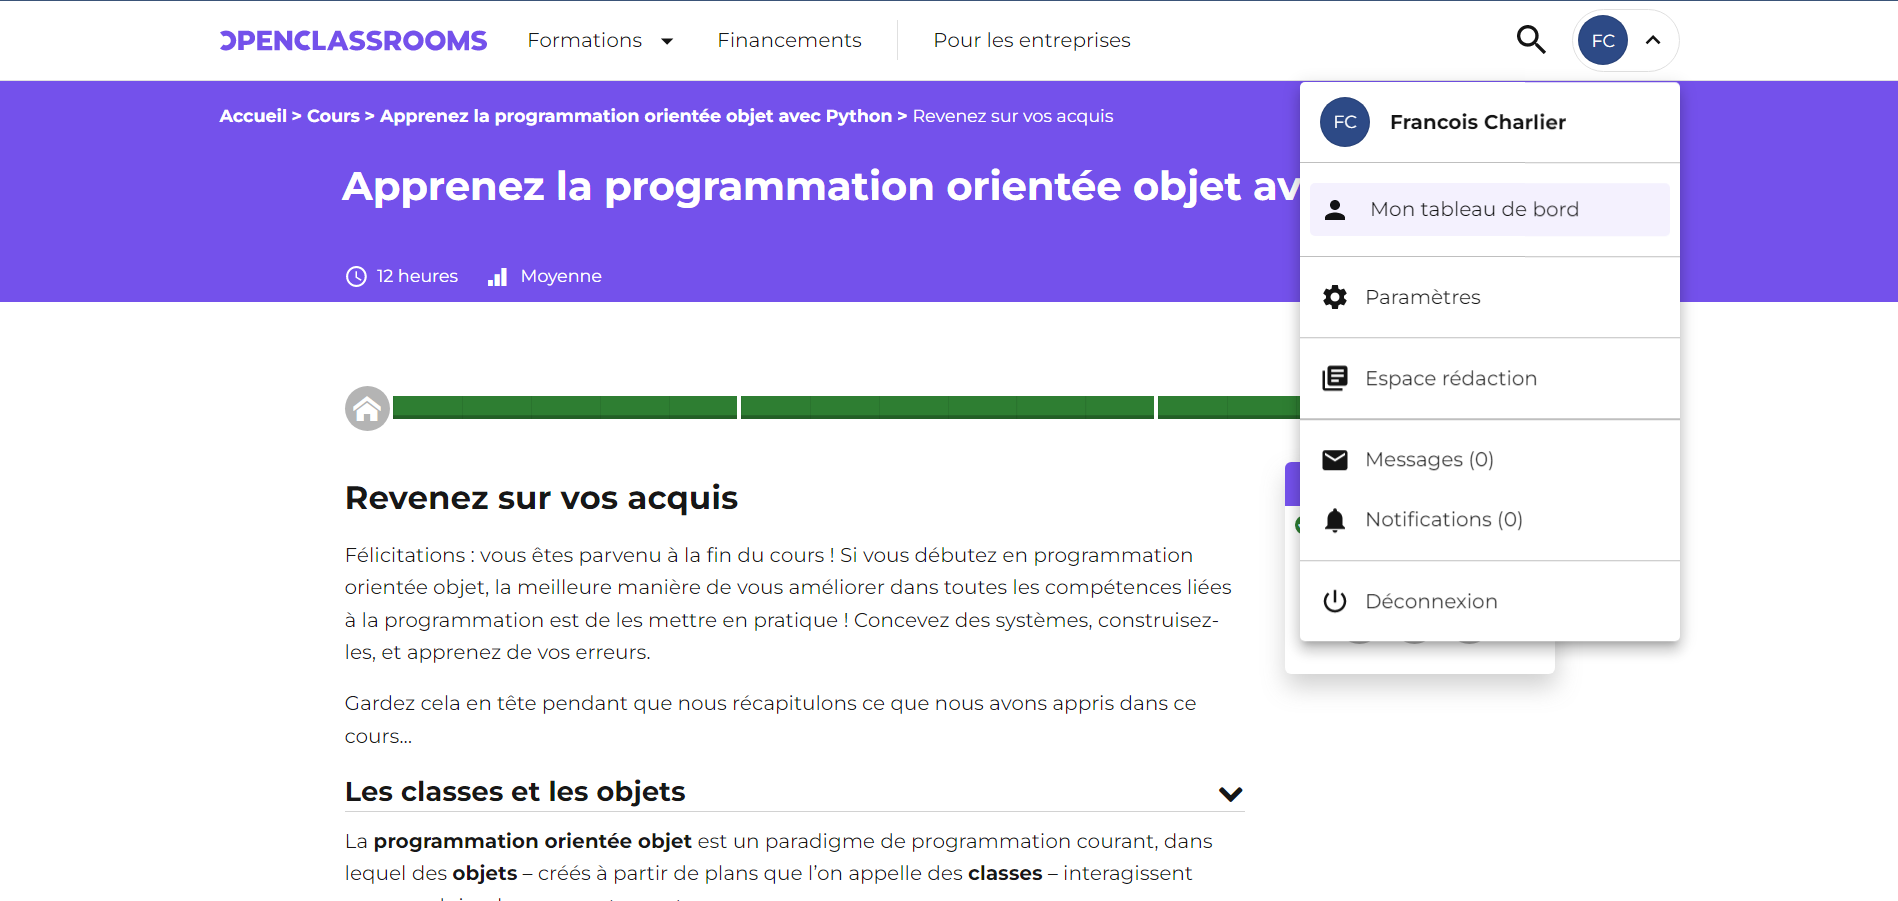 OPENCLASSROOMS Formations Financements Pour les entreprises FC
Accueil > Cours > Apprenez la programmation orientée objet avec Python > Revenez sur vos acquis
Apprenez la programmation orientée objet av
12 heures Moyenne
FC Francois Charlier
Mon tableau de bord
Paramètres
Espace rédaction
Messages (0)
Notifications (0)
Déconnexion
Revenez sur vos acquis
Félicitations : vous êtes parvenu à la fin du cours ! Si vous débutez en programmation
orientée objet, la meilleure manière de vous améliorer dans toutes les compétences liées
à la programmation est de les mettre en pratique ! Concevez des systèmes, construisez-
les, et apprenez de vos erreurs.
Gardez cela en tête pendant que nous récapitulons ce que nous avons appris dans ce
cours...
Les classes et les objets
La programmation orientée objet est un paradigme de programmation courant, dans
lequel des objets – créés à partir de plans que l'on appelle des classes – interagissent